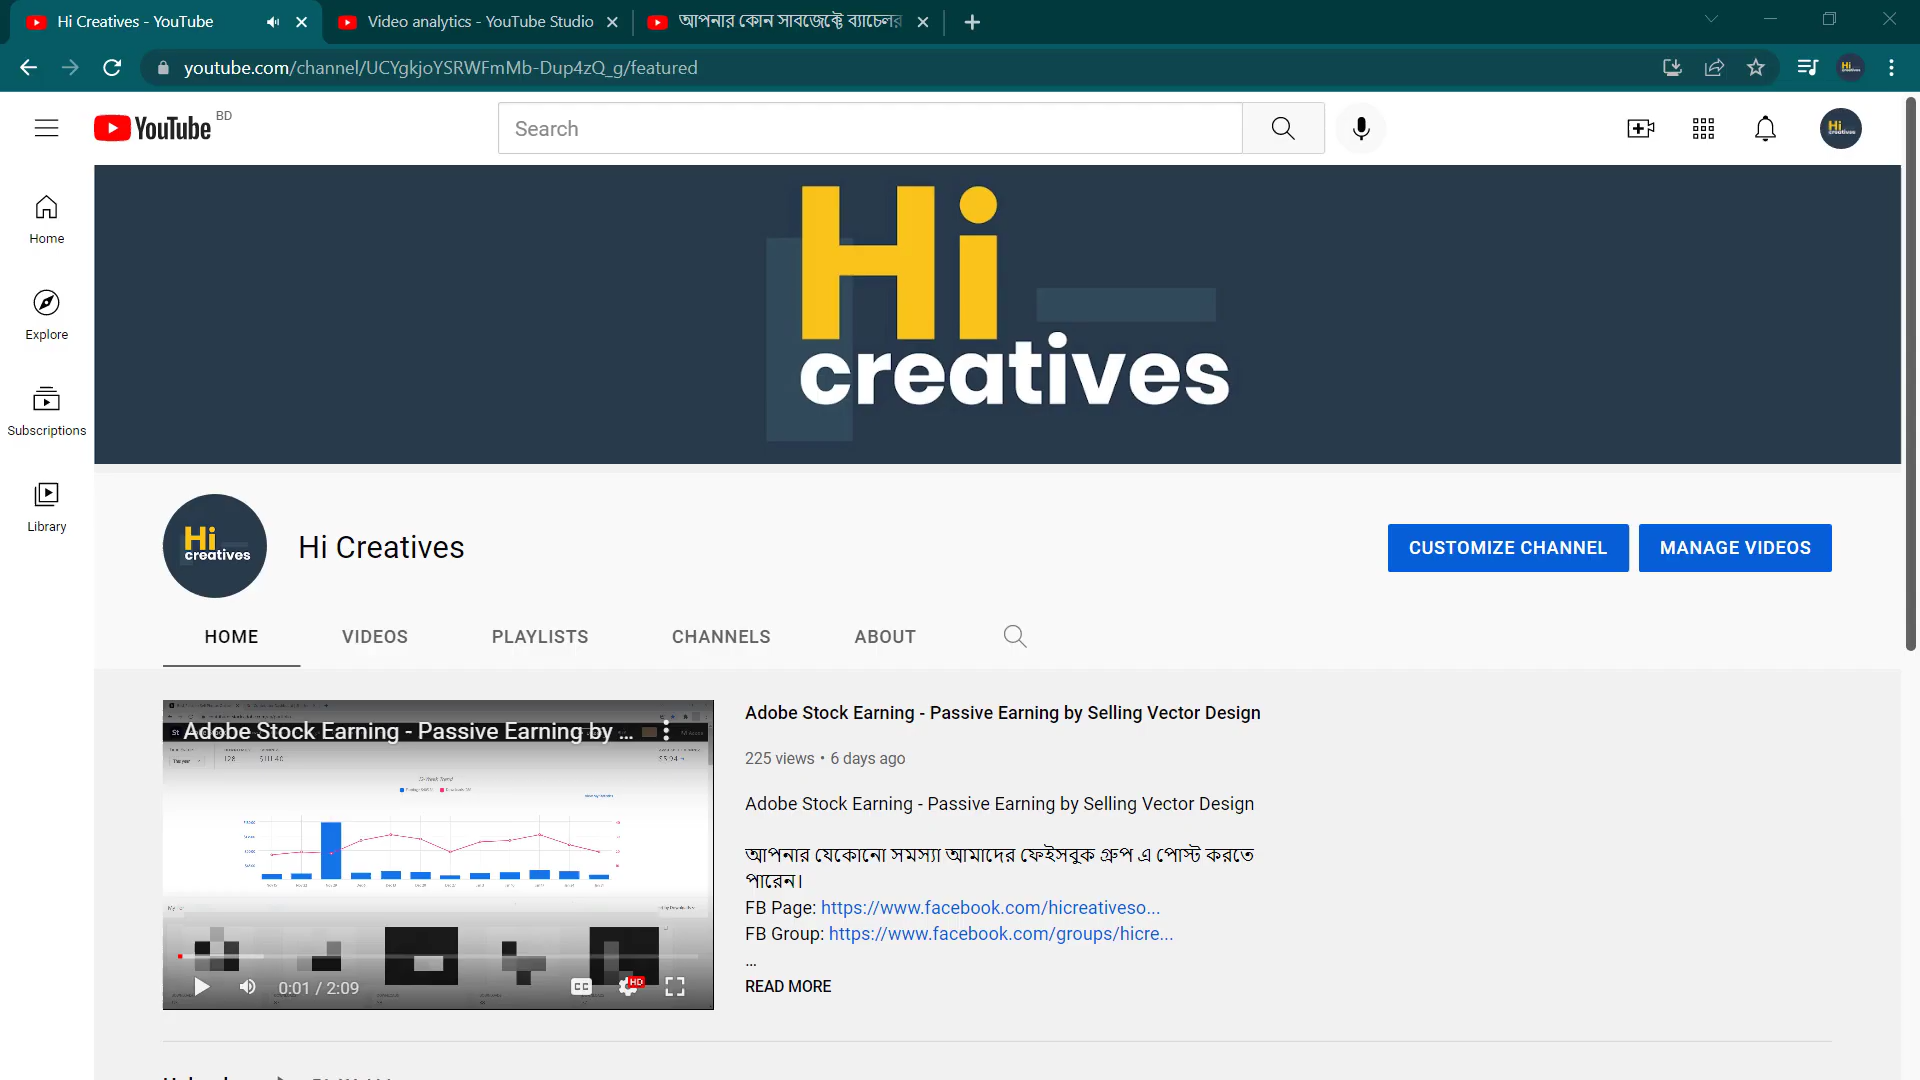 Hi Creatives - YouTube
Video analytics - YouTube Studio
আপনার কোন সাবজেক্টে ব্যাচেলর
youtube.com/channel/UCYgkjoYSRWFmMb-Dup4zQ_g/featured
YouTube BD
Search
Home
Explore
Subscriptions
Library
Hi
creatives
Hi
creatives
Hi Creatives
CUSTOMIZE CHANNEL
MANAGE VIDEOS
HOME VIDEOS PLAYLISTS CHANNELS ABOUT
Adobe Stock Earning - Passive Earning by ...
0:01 / 2:09
CC
HD
Adobe Stock Earning - Passive Earning by Selling Vector Design
225 views • 6 days ago
Adobe Stock Earning - Passive Earning by Selling Vector Design
আপনার যেকোনো সমস্যা আমাদের ফেইসবুক গ্রুপ এ পোস্ট করতে
পারেন।
FB Page: https://www.facebook.com/hicreativeso...
FB Group: https://www.facebook.com/groups/hicre...
...
READ MORE